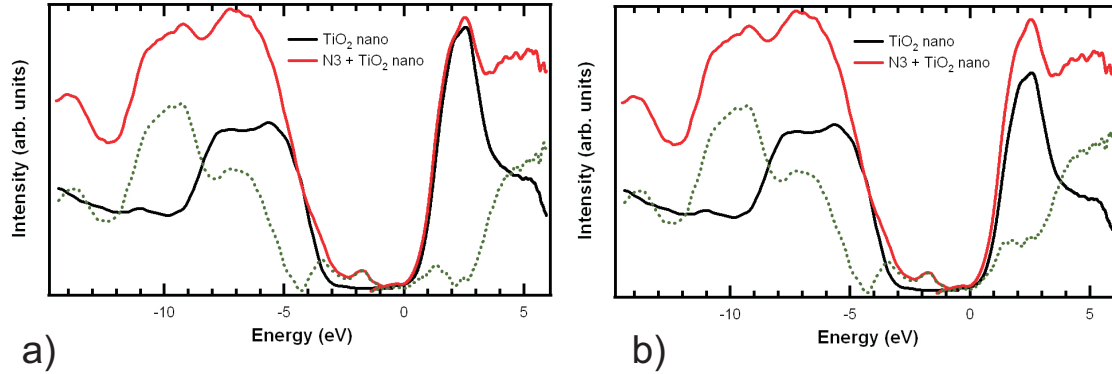 Intensity (arb. units)
TiO2 nano
N3 + TiO2 nano
-10
-5
0
5
Energy (eV)
a)
Intensity (arb. units)
TiO2 nano
N3 + TiO2 nano
-10
-5
0
5
Energy (eV)
b)